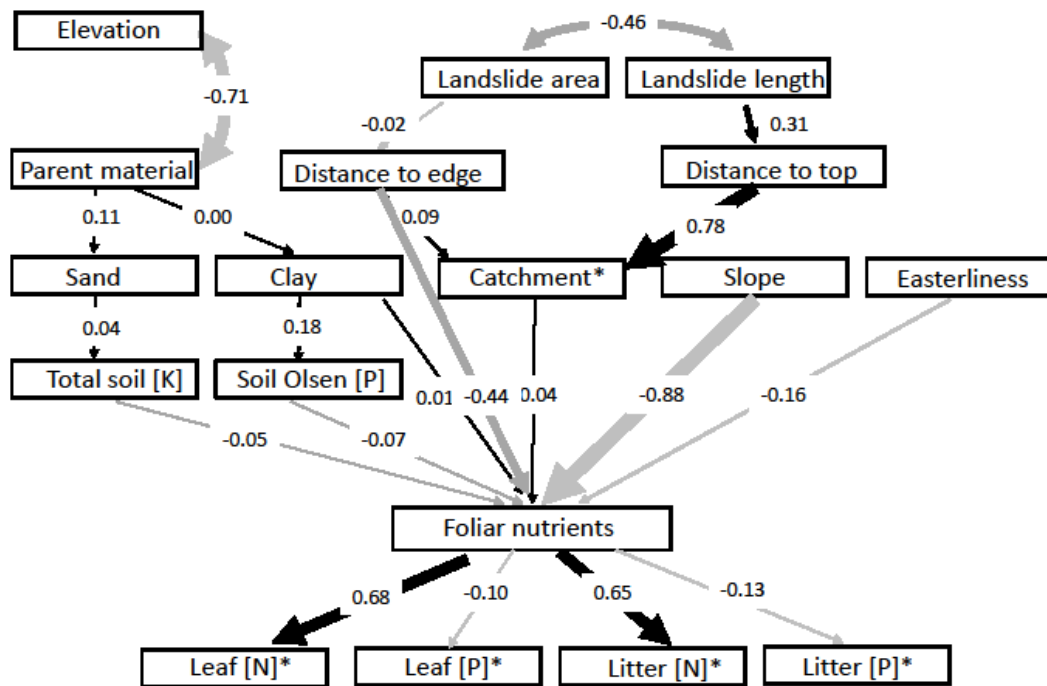 Elevation
-0.46
Landslide area
Landslide length
-0.71
-0.02
0.31
Parent material
Distance to edge
Distance to top
0.11
0.00
0.09
0.78
Sand
Clay
Catchment*
Slope
Easterliness
0.04
0.18
Total soil [K]
Soil Olsen [P]
0.01
-0.44
0.04
-0.88
-0.16
-0.05
-0.07
Foliar nutrients
0.68
-0.10
0.65
-0.13
Leaf [N]*
Leaf [P]*
Litter [N]*
Litter [P]*